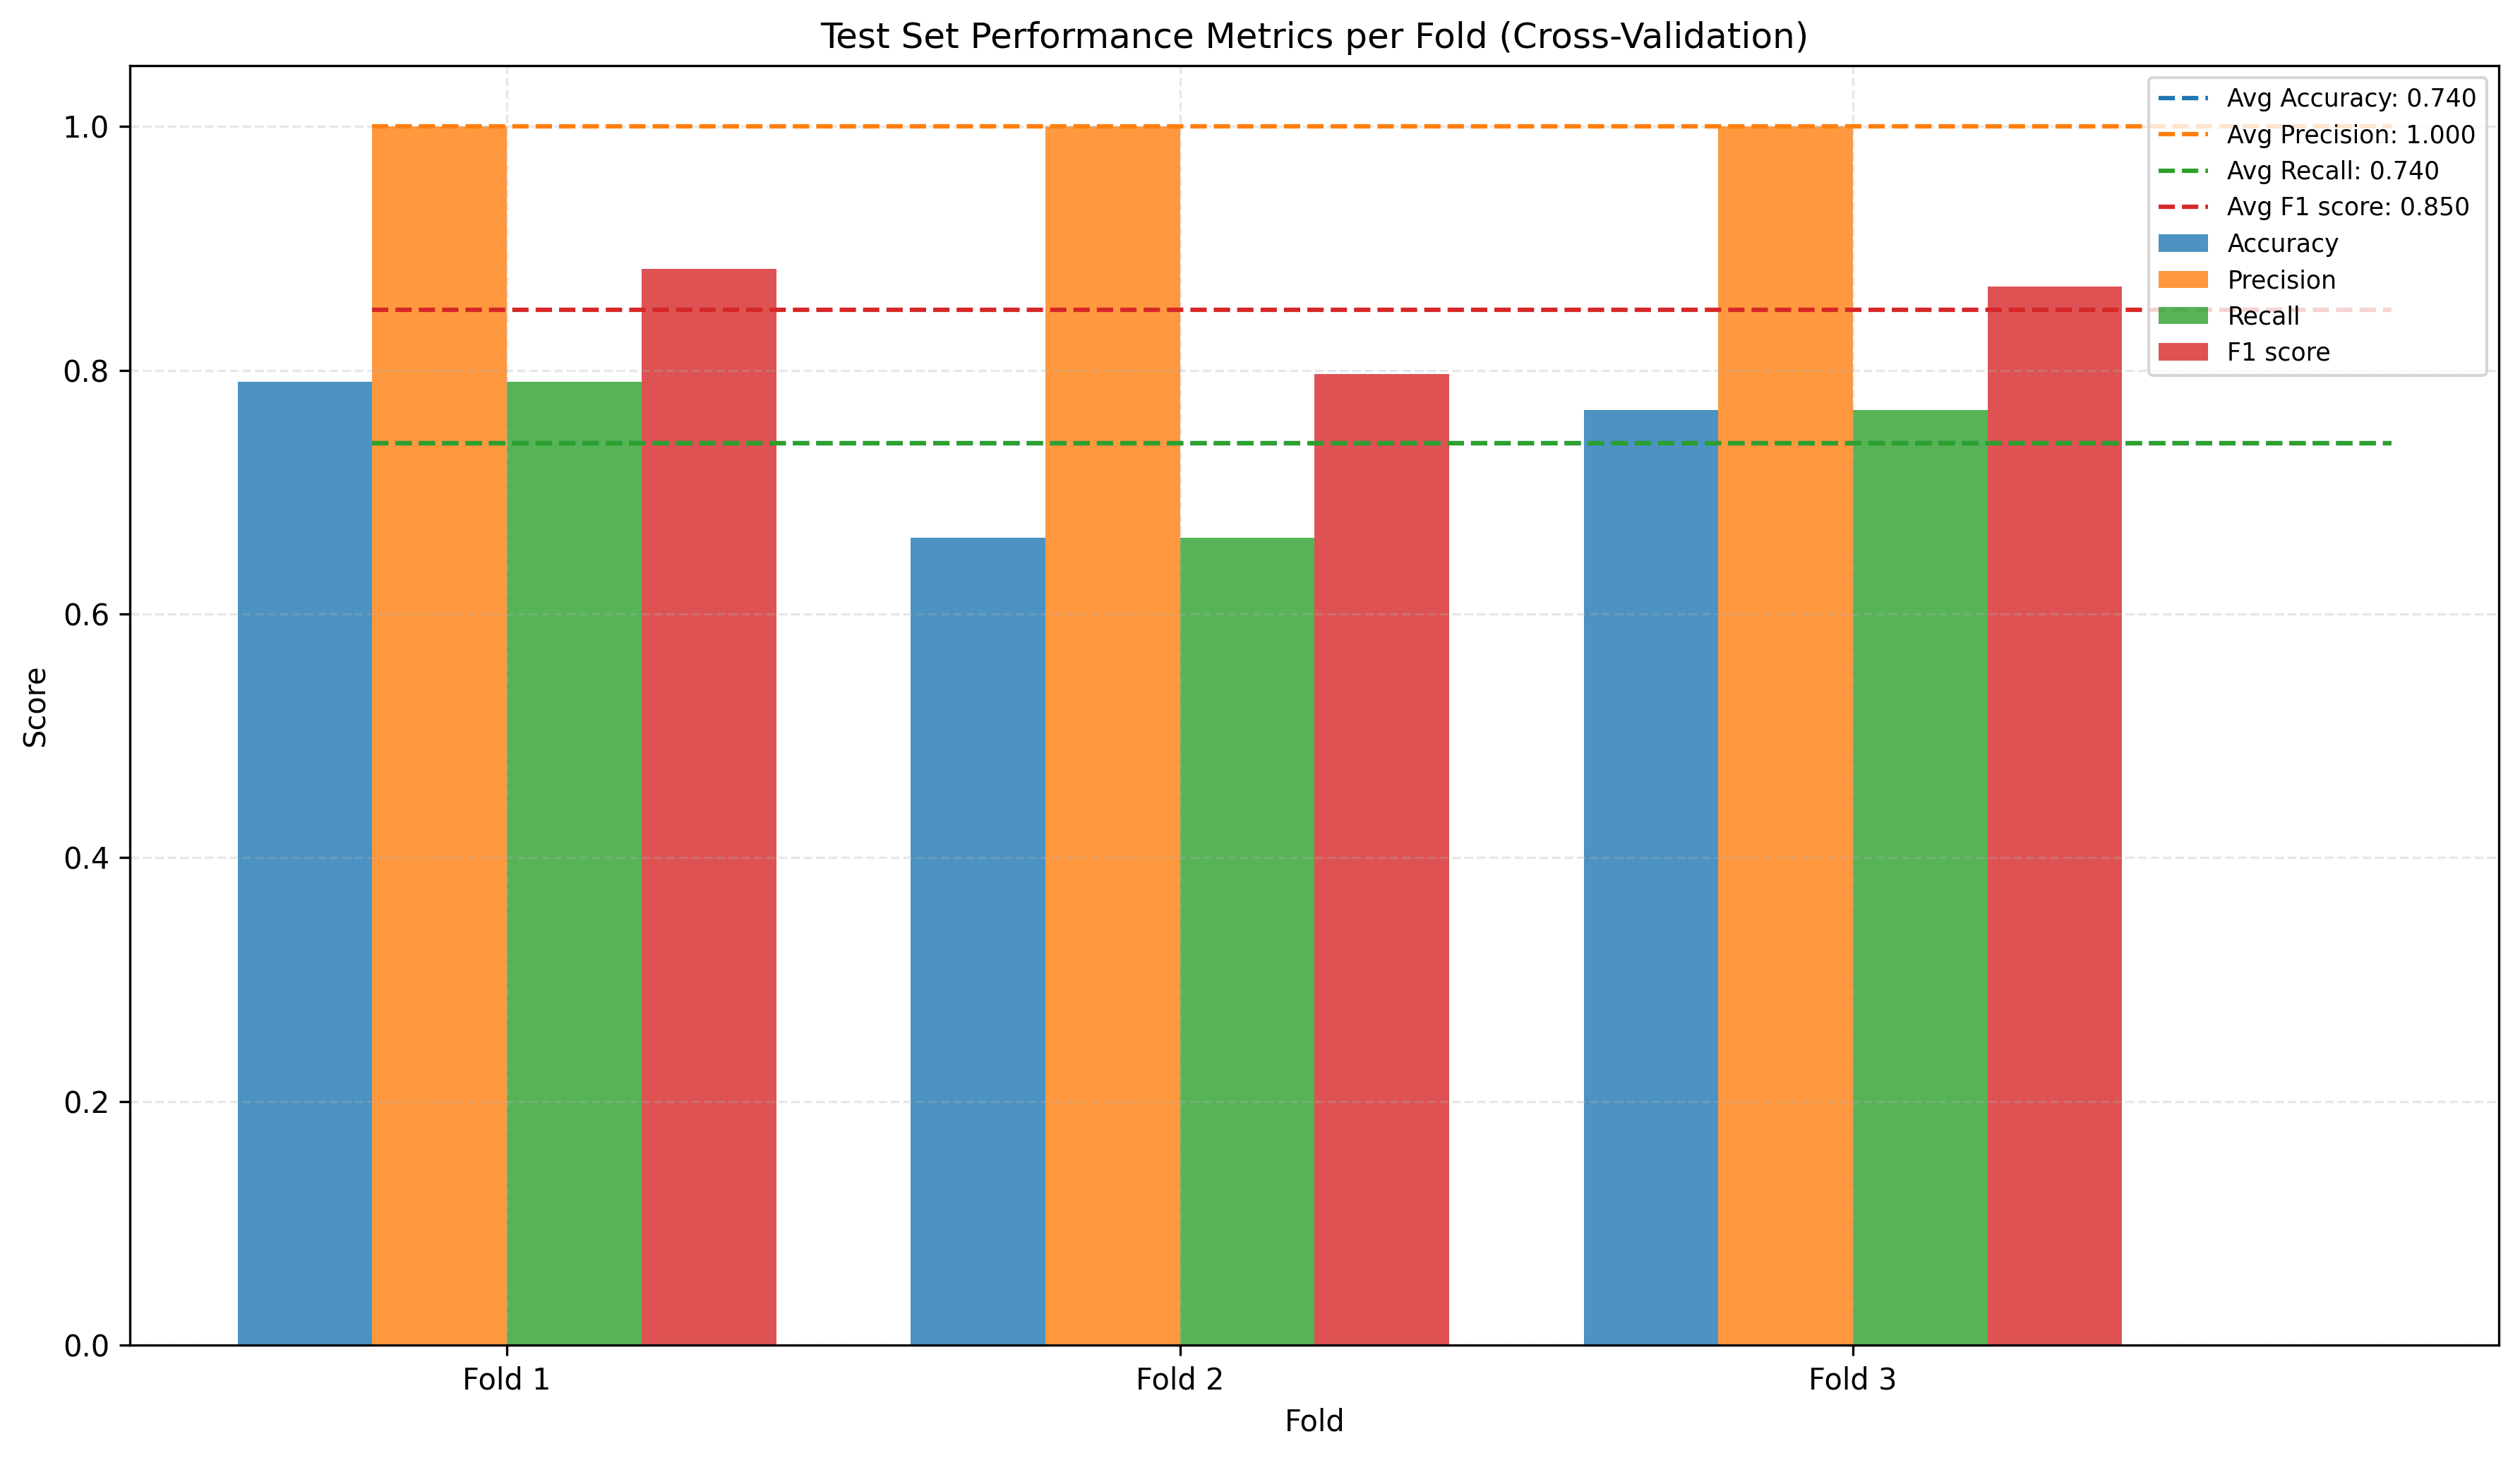 Test Set Performance Metrics per Fold (Cross-Validation)
Avg Accuracy: 0.740
Avg Precision: 1.000
Avg Recall: 0.740
Avg F1 score: 0.850
Accuracy
Precision
Recall
F1 score
1.0
0.8
0.6
0.4
0.2
0.0
Score
Fold 1
Fold 2
Fold 3
Fold